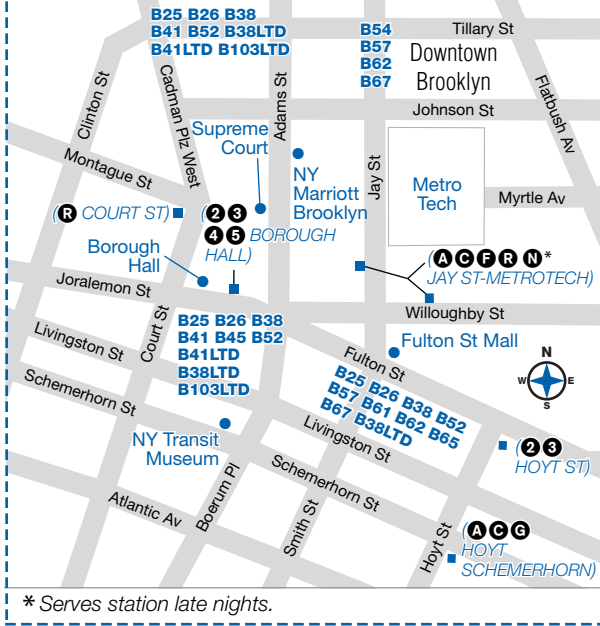 B25 B26 B38
B41 B52 B38LTD
B41LTD B103LTD
B54
B57
B62
B67
Tillary St
Downtown
Brooklyn
Johnson St
Clinton St
Cadman Plz West
Adams St
Jay St
Flatbush Av
Supreme
Court
NY
Marriott
Brooklyn
Metro
Tech
Myrtle Av
Montague St
(R COURT ST)
(2 3
4 5 BOROUGH
HALL)
Borough
Hall
(A C F R N*
JAY ST-METROTECH)
Joralemon St
Court St
Willoughby St
B25 B26 B38
B41 B45 B52
B41LTD
B38LTD
B103LTD
Fulton St Mall
Fulton St
N
W E
S
Livingston St
Schemerhorn St
B25 B26 B38 B52
B57 B61 B62 B65
B67 B38LTD
NY Transit
Museum
Livingston St
Schemerhorn St
(2 3
HOYT ST)
Atlantic Av
Boerum Pl
Smith St
Hoyt St
(A C G
HOYT
SCHEMERHORN)
* Serves station late nights.